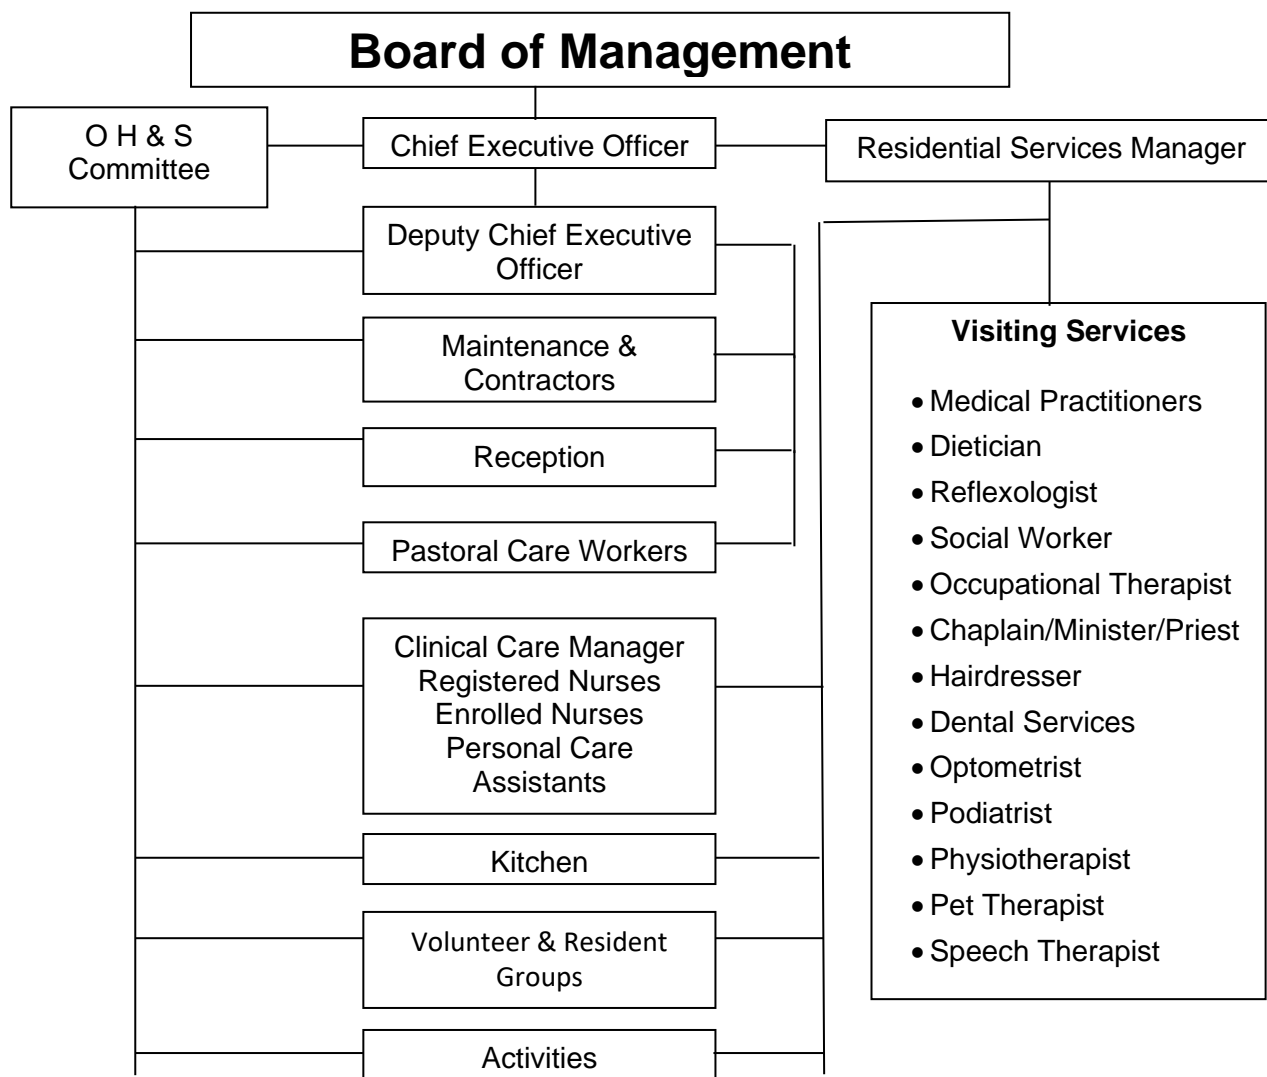 Board of Management
O H & S
Committee
Chief Executive Officer
Residential Services Manager
Deputy Chief Executive
Officer
Maintenance &
Contractors
Reception
Pastoral Care Workers
Clinical Care Manager
Registered Nurses
Enrolled Nurses
Personal Care
Assistants
Kitchen
Volunteer & Resident
Groups
Activities
Visiting Services
• Medical Practitioners
• Dietician
• Reflexologist
• Social Worker
• Occupational Therapist
• Chaplain/Minister/Priest
• Hairdresser
• Dental Services
• Optometrist
• Podiatrist
• Physiotherapist
• Pet Therapist
• Speech Therapist